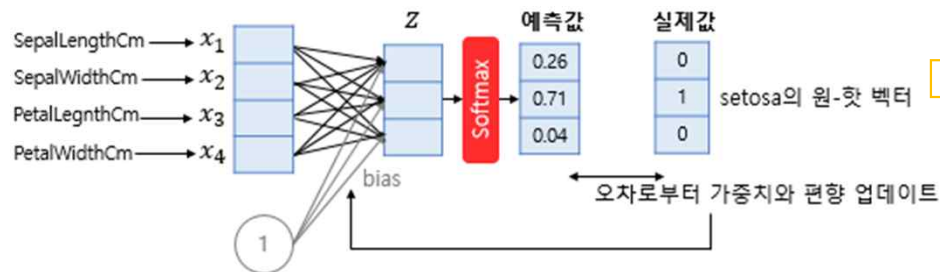 SepalLengthCm x₁
SepalWidthCm x₂
PetalLegnthCm x₃
PetalWidthCm x₄
Z
Softmax
예측값
0.26
0.71
0.04
실제값
0
1
0
setosa의 원-핫 벡터
bias
1
오차로부터 가중치와 편향 업데이트